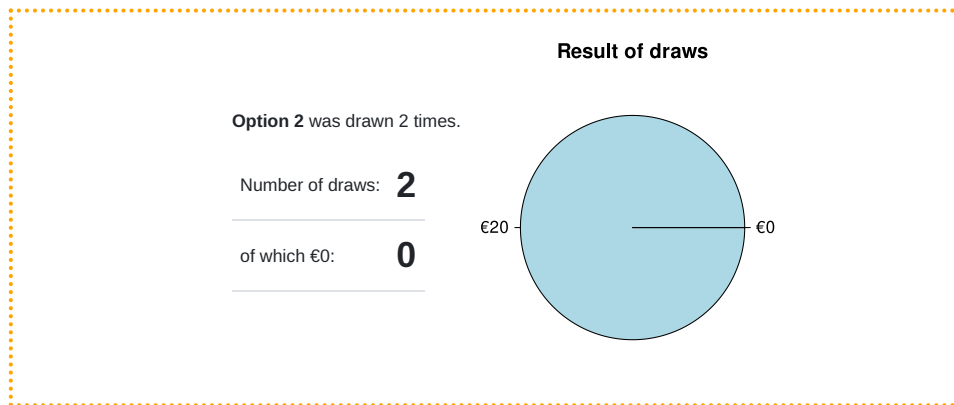 Result of draws
Option 2 was drawn 2 times.
Number of draws: 2
€20
€0
of which €0: 0